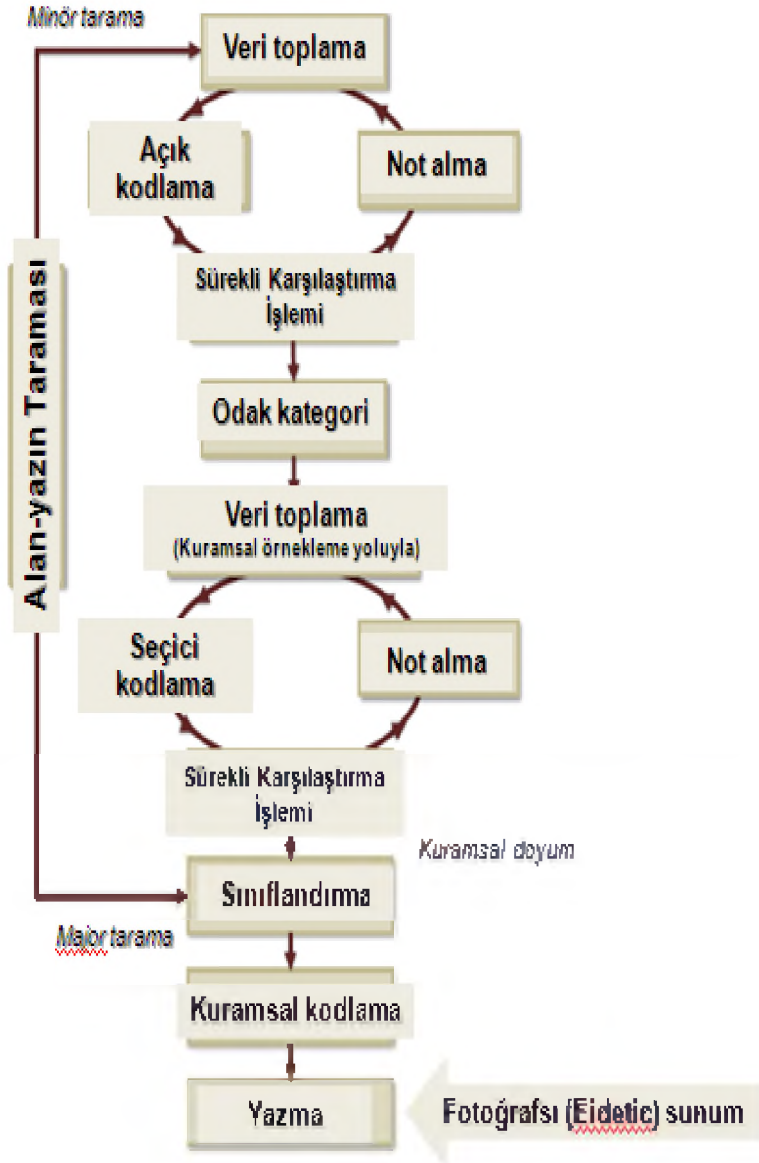 Minör tarama
Veri toplama
Açık
kodlama
Not alma
Sürekli Karşılaştırma
İşlemi
Alan-yazın Taraması
Odak kategori
Veri toplama
(Kuramsal örnekleme yoluyla)
Seçici
kodlama
Not alma
Sürekli Karşılaştırma
İşlemi
Kuramsal doyum
Sınıflandırma
Major tarama
Kuramsal kodlama
Yazma
Fotoğrafsı (Eidetic) sunum